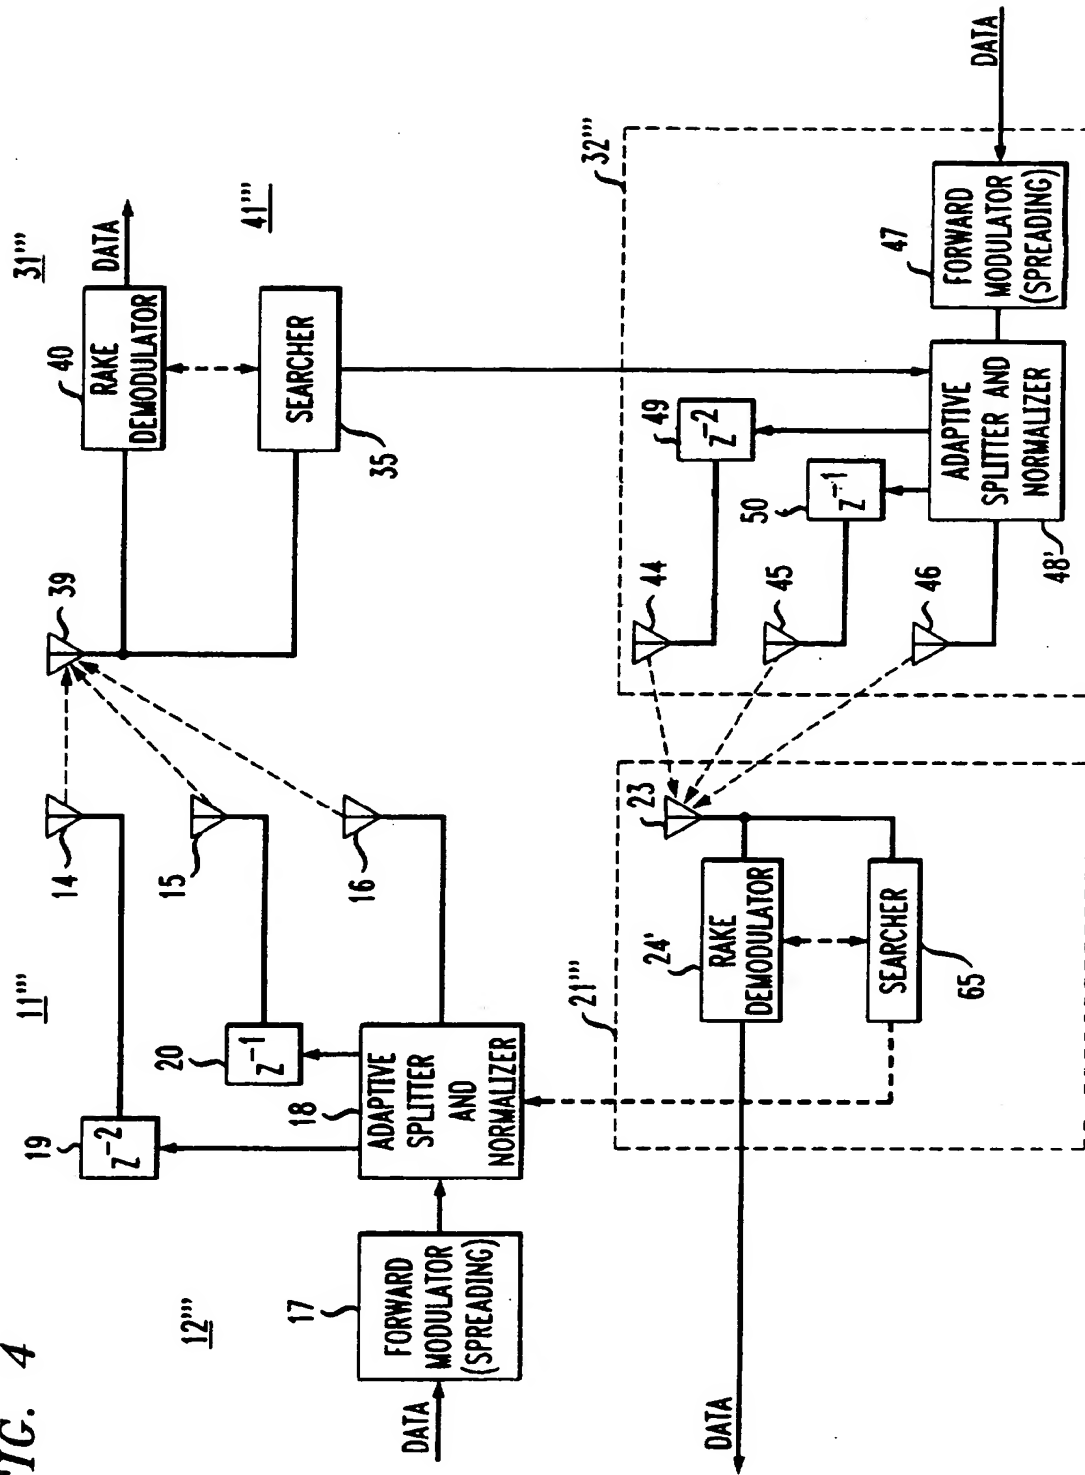 FIG. 4
11'''
12'''
DATA
17
FORWARD
MODULATOR
(SPREADING)
18
ADAPTIVE
SPLITTER
AND
NORMALIZER
19
Z⁻²
20
Z⁻¹
14
15
16
31'''
39
40
RAKE
DEMODULATOR
DATA
41'''
SEARCHER
35
21'''
DATA
24'
RAKE
DEMODULATOR
23
SEARCHER
65
32'''
44
45
46
49
Z⁻²
50
Z⁻¹
ADAPTIVE
SPLITTER AND
NORMALIZER
48'
47
FORWARD
MODULATOR
(SPREADING)
DATA